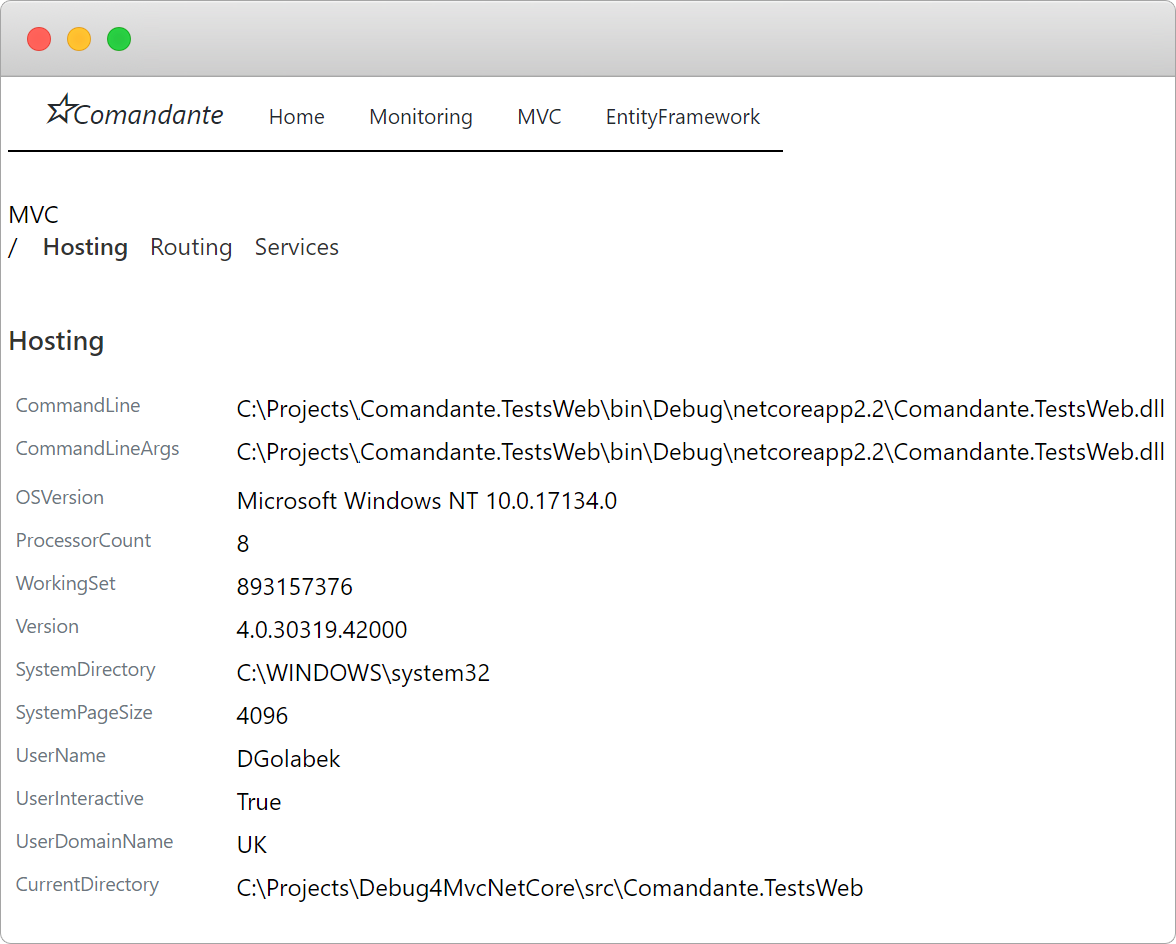 Comandante Home Monitoring MVC EntityFramework
MVC
/ Hosting Routing Services
Hosting
CommandLine C:\Projects\Comandante.TestsWeb\bin\Debug\netcoreapp2.2\Comandante.TestsWeb.dll
CommandLineArgs C:\Projects\Comandante.TestsWeb\bin\Debug\netcoreapp2.2\Comandante.TestsWeb.dll
OSVersion Microsoft Windows NT 10.0.17134.0
ProcessorCount 8
WorkingSet 893157376
Version 4.0.30319.42000
SystemDirectory C:\WINDOWS\system32
SystemPageSize 4096
UserName DGolabek
UserInteractive True
UserDomainName UK
CurrentDirectory C:\Projects\Debug4MvcNetCore\src\Comandante.TestsWeb